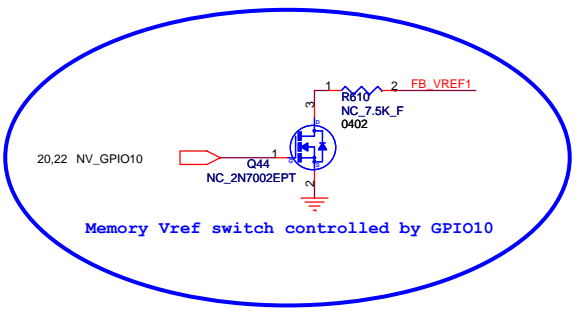 1 2 FB_VREF1
R610
NC_7.5K_F
0402
3
20,22 NV_GPIO10
1
Q44
NC_2N7002EPT
2
Memory Vref switch controlled by GPIO10